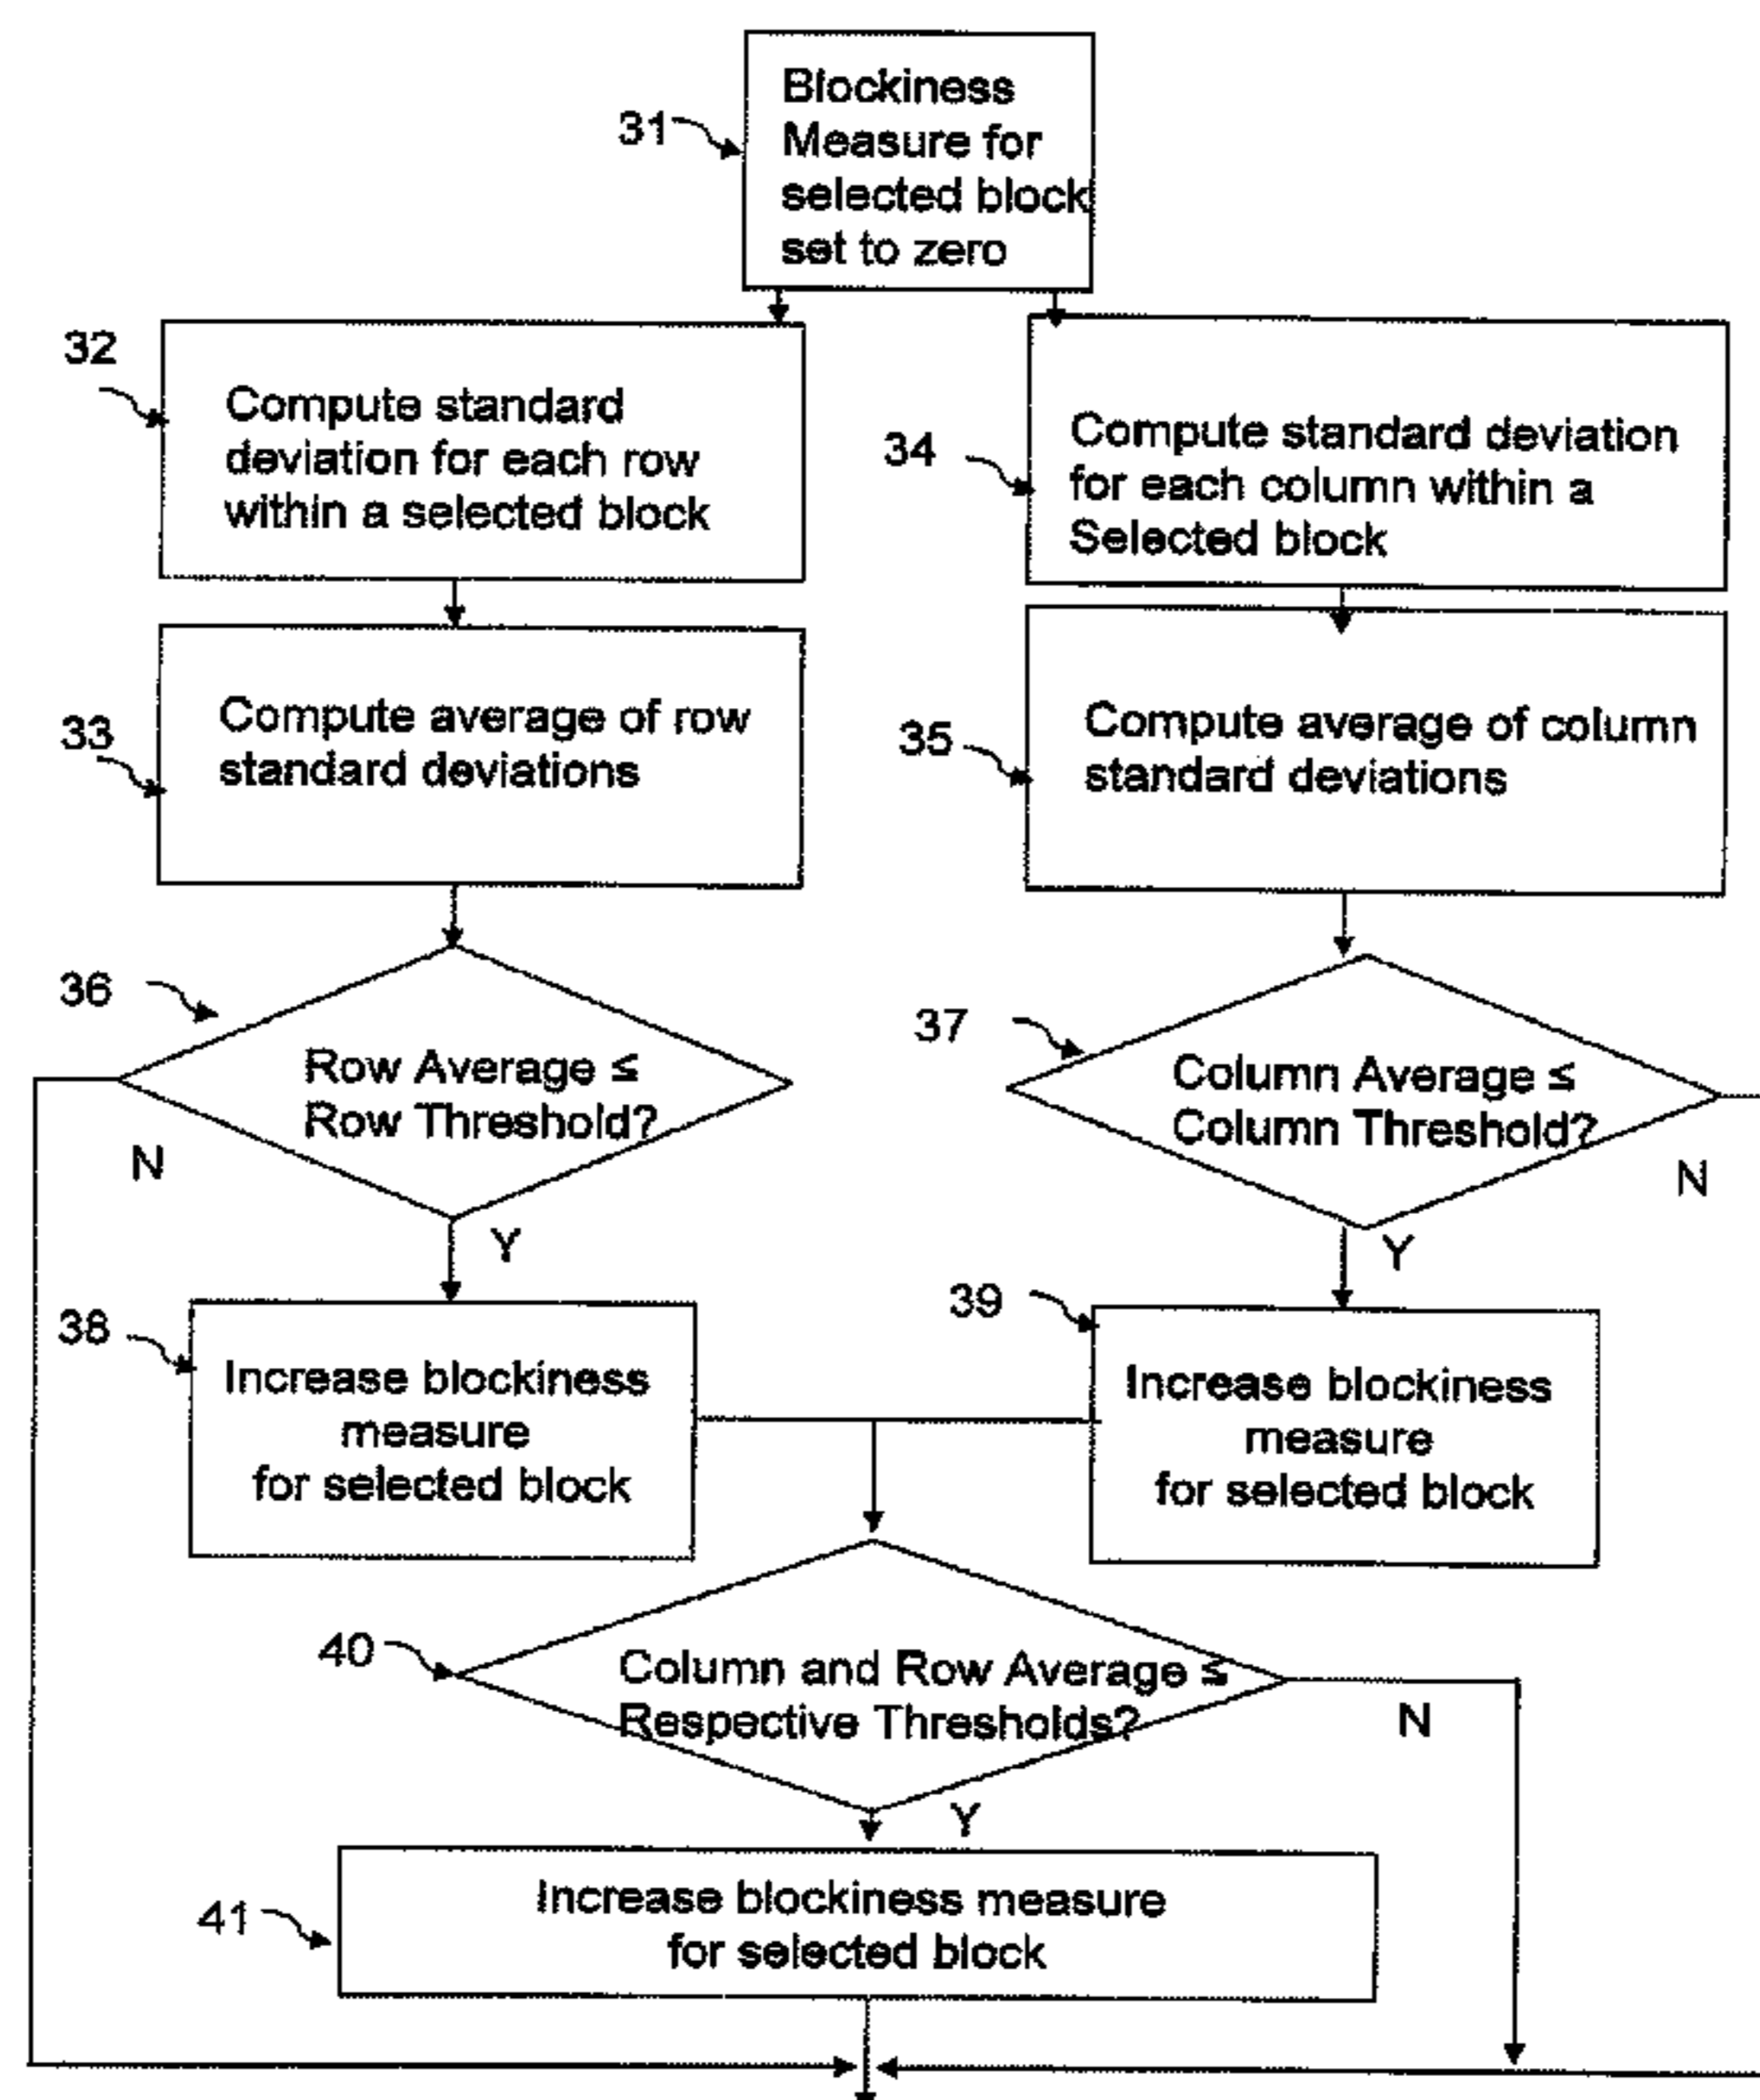 31
Blockiness
Measure for
selected block
set to zero
32
Compute standard
deviation for each row
within a selected block
34
Compute standard deviation
for each column within a
Selected block
33
Compute average of row
standard deviations
35
Compute average of column
standard deviations
36
Row Average ≤
Row Threshold?
N
Y
37
Column Average ≤
Column Threshold?
N
Y
38
Increase blockiness
measure
for selected block
39
Increase blockiness
measure
for selected block
40
Column and Row Average ≤
Respective Thresholds?
N
Y
41
Increase blockiness measure
for selected block